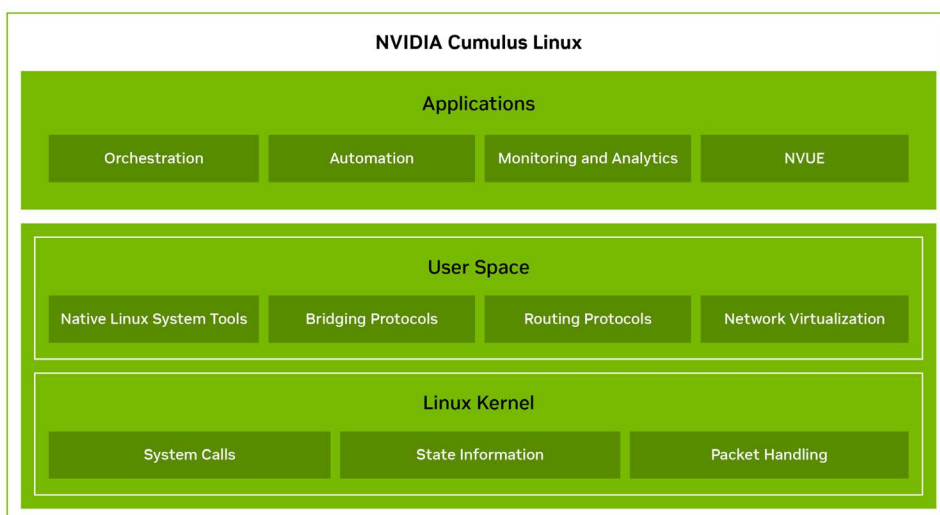 NVIDIA Cumulus Linux
Applications
Orchestration
Automation
Monitoring and Analytics
NVUE
User Space
Native Linux System Tools
Bridging Protocols
Routing Protocols
Network Virtualization
Linux Kernel
System Calls
State Information
Packet Handling